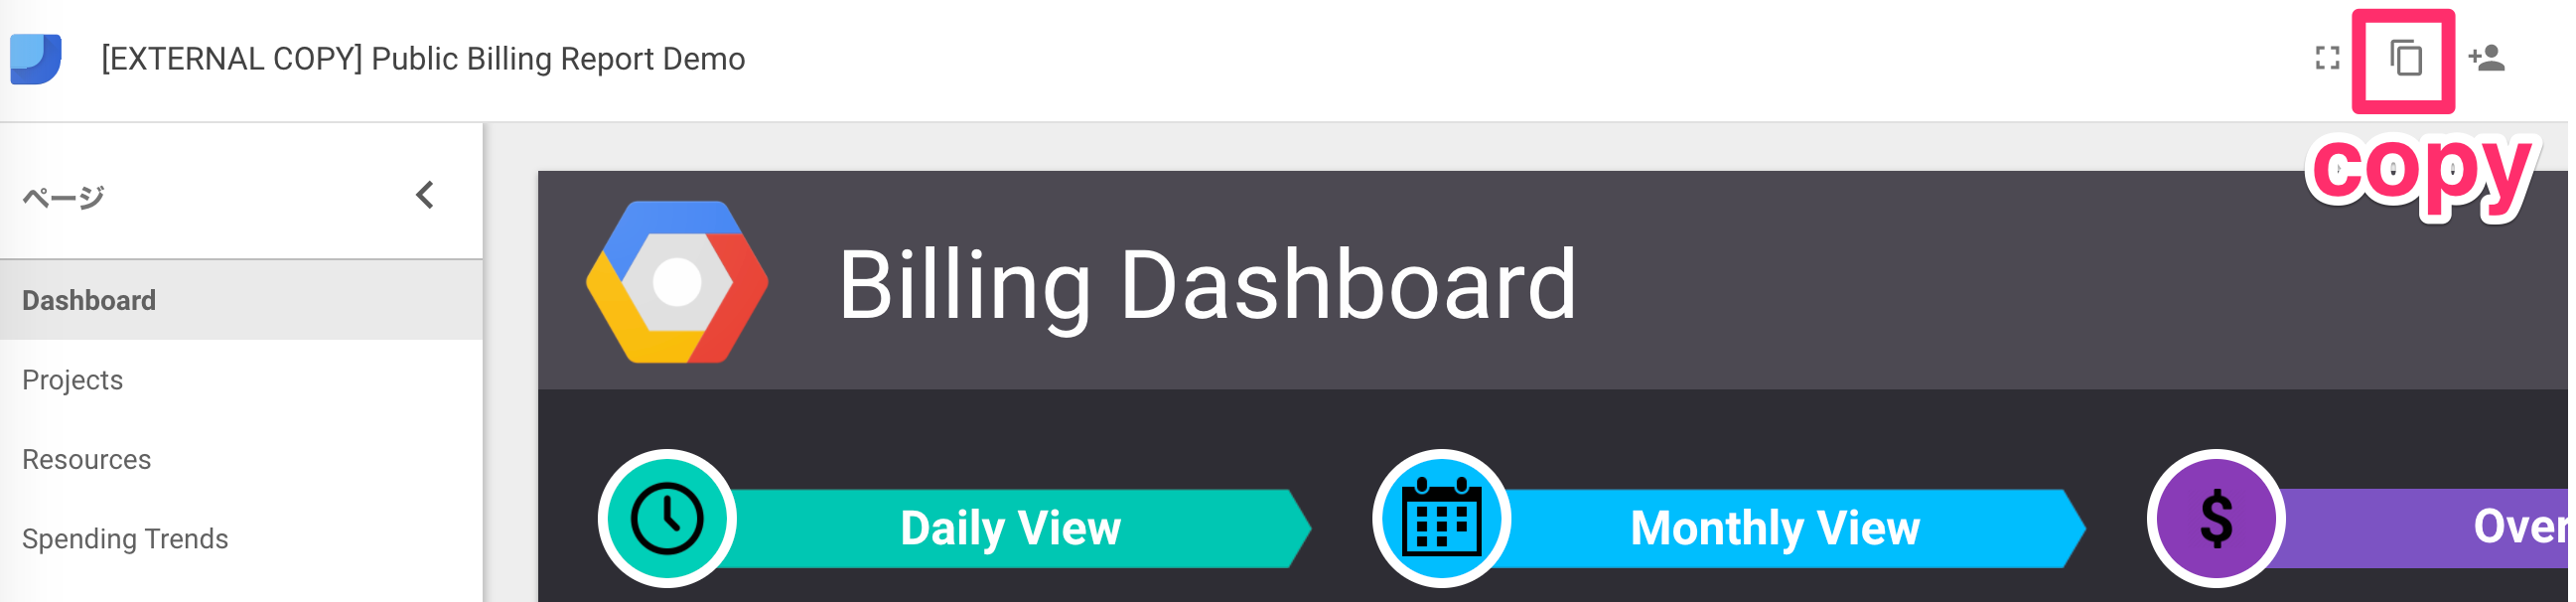 [EXTERNAL COPY] Public Billing Report Demo
copy
ページ
Dashboard
Projects
Resources
Spending Trends
Billing Dashboard
Daily View
Monthly View
$
Over